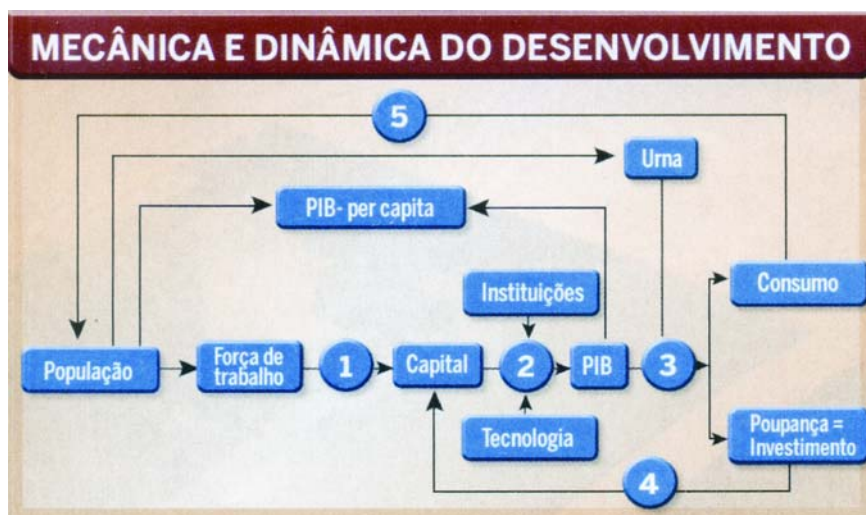 MECÂNICA E DINÂMICA DO DESENVOLVIMENTO
5
Urna
PIB- per capita
Instituições
Consumo
População
Força de
trabalho
1
Capital
2
PIB
3
Tecnologia
Poupança =
Investimento
4